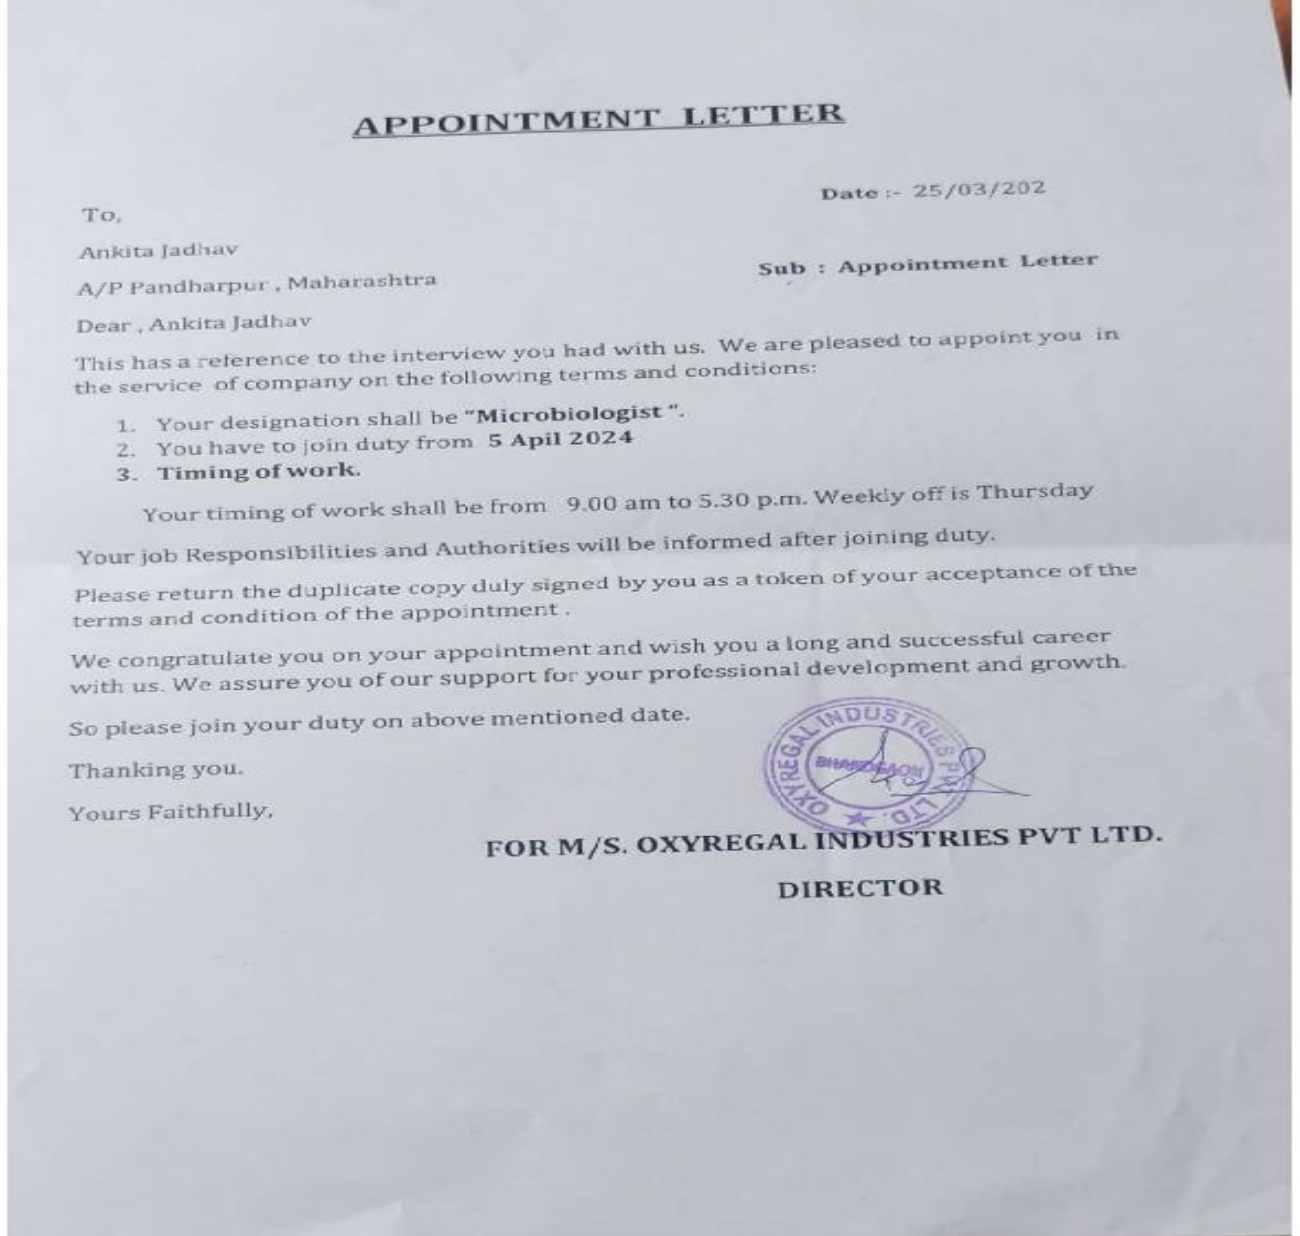 APPOINTMENT LETTER
Date :- 25/03/202
To,
Ankita Jadhav
A/P Pandharpur , Maharashtra
Sub : Appointment Letter
Dear , Ankita Jadhav
This has a reference to the interview you had with us. We are pleased to appoint you in
the service of company on the following terms and conditions:
1. Your designation shall be “Microbiologist ”.
2. You have to join duty from 5 Apil 2024
3. Timing of work.
Your timing of work shall be from 9.00 am to 5.30 p.m. Weekly off is Thursday
Your job Responsibilities and Authorities will be informed after joining duty.
Please return the duplicate copy duly signed by you as a token of your acceptance of the
terms and condition of the appointment .
We congratulate you on your appointment and wish you a long and successful career
with us. We assure you of our support for your professional development and growth.
So please join your duty on above mentioned date.
Thanking you.
Yours Faithfully,
OXYREGAL INDUSTRIES PVT. LTD.
BHANDGAON
FOR M/S. OXYREGAL INDUSTRIES PVT LTD.
DIRECTOR